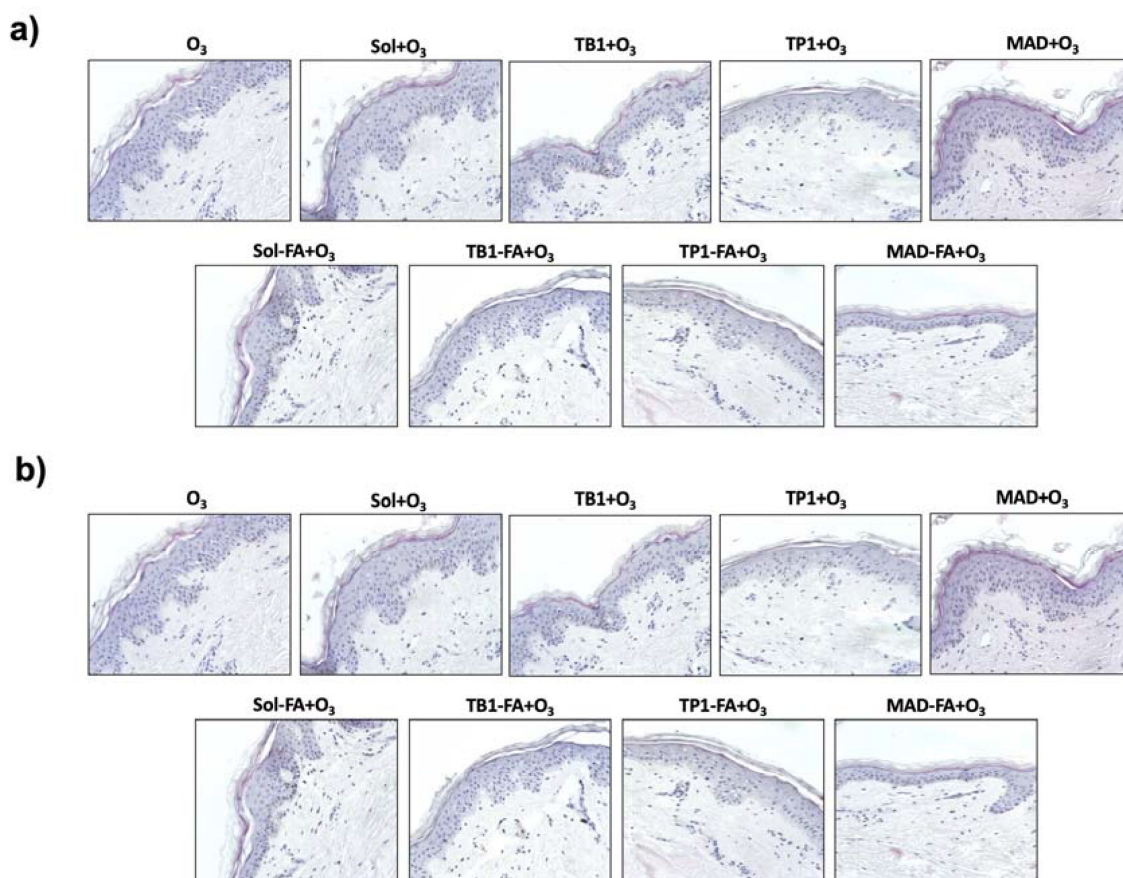 a)
O₃ Sol+O₃ TB1+O₃ TP1+O₃ MAD+O₃
Sol-FA+O₃ TB1-FA+O₃ TP1-FA+O₃ MAD-FA+O₃
b)
O₃ Sol+O₃ TB1+O₃ TP1+O₃ MAD+O₃
Sol-FA+O₃ TB1-FA+O₃ TP1-FA+O₃ MAD-FA+O₃